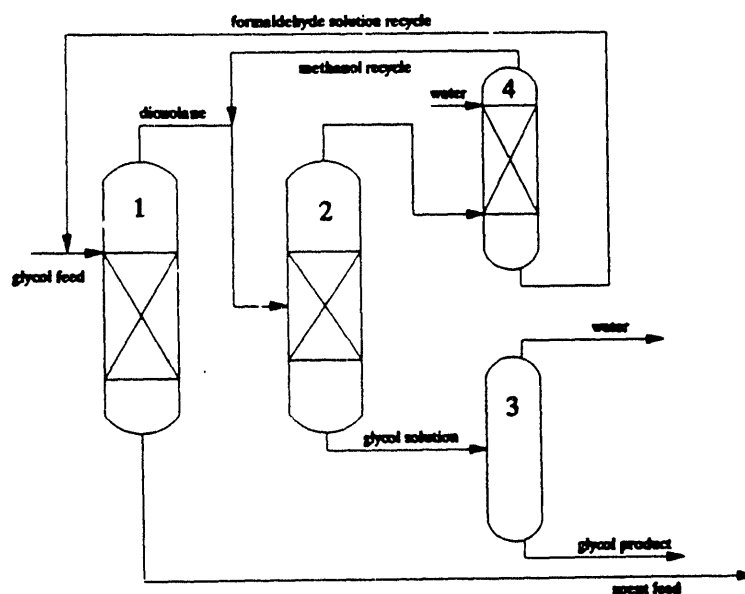 formaldehyde solution recycle
methanol recycle
4
water
dioxolane
1
2
glycol feed
water
3
glycol solution
glycol product
spent feed